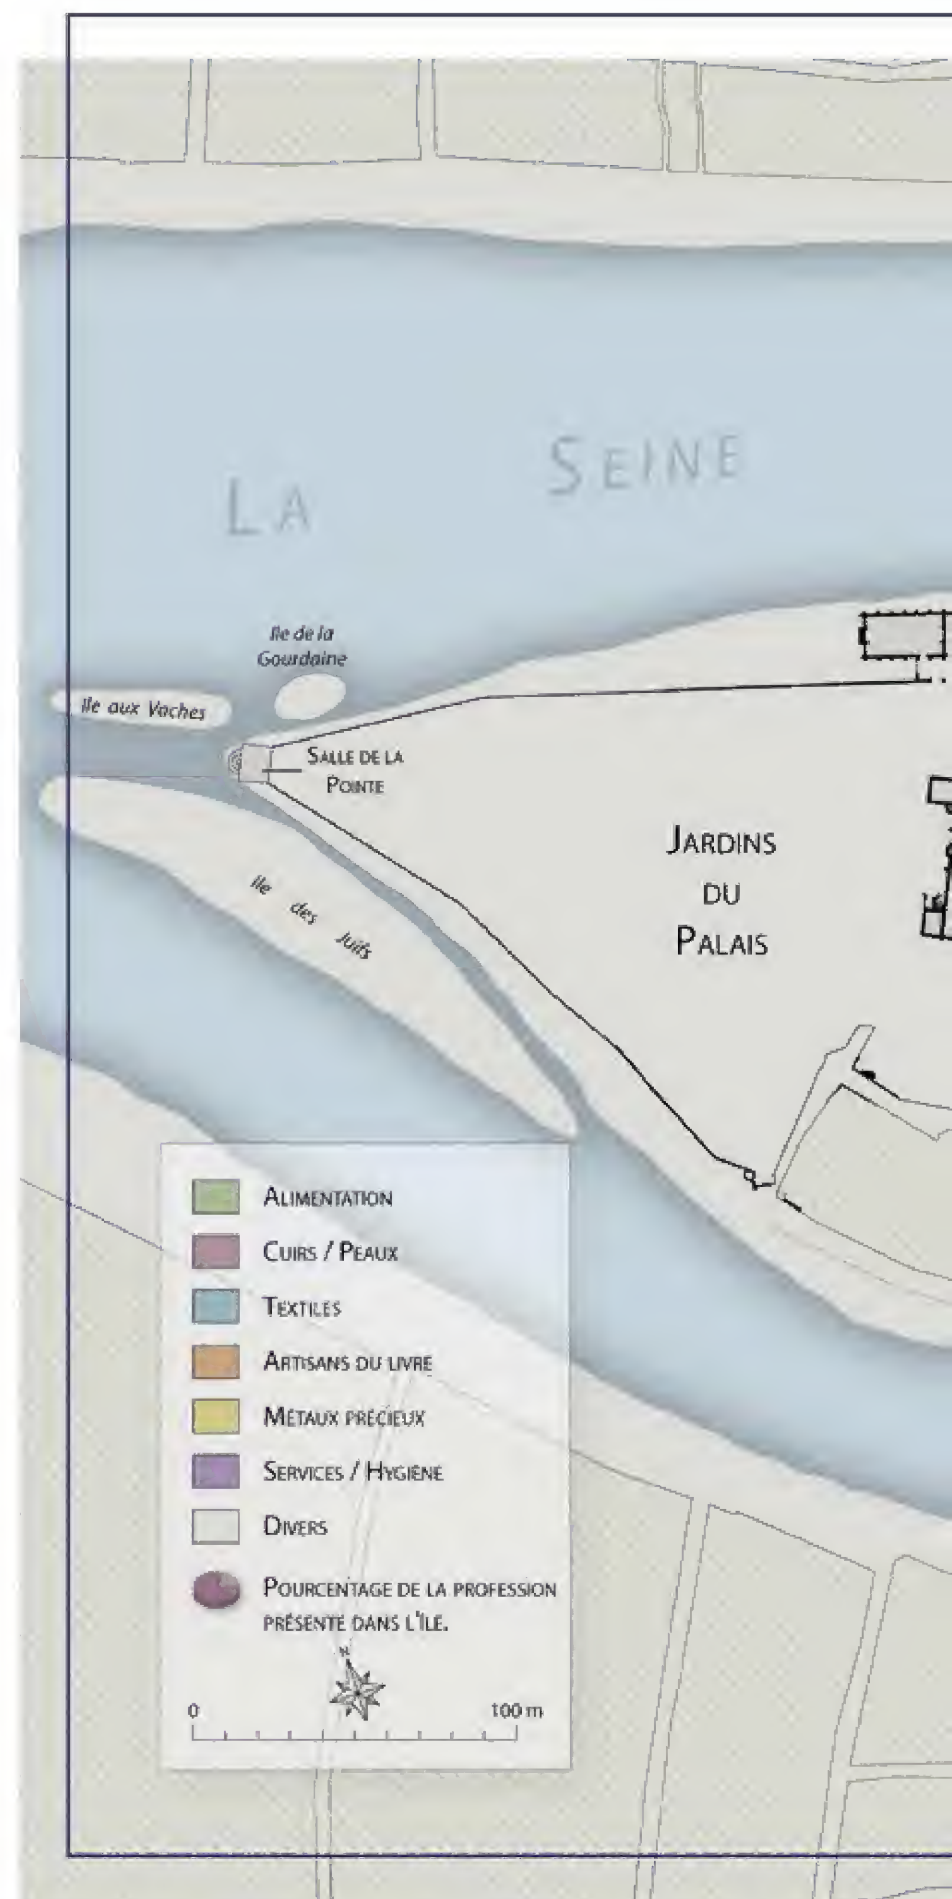 LA SEINE
Ile de la
Gourdaine
Ile aux Vaches
SALLE DE LA
POINTE
JARDINS
DU
PALAIS
Ile des Juifs
ALIMENTATION
CUIRS / PEAUX
TEXTILES
ARTISANS DU LIVRE
MÉTAUX PRÉCIEUX
SERVICES / HYGIÈNE
DIVERS
POURCENTAGE DE LA PROFESSION
PRÉSENTE DANS L'ÎLE.
N
0 100 m